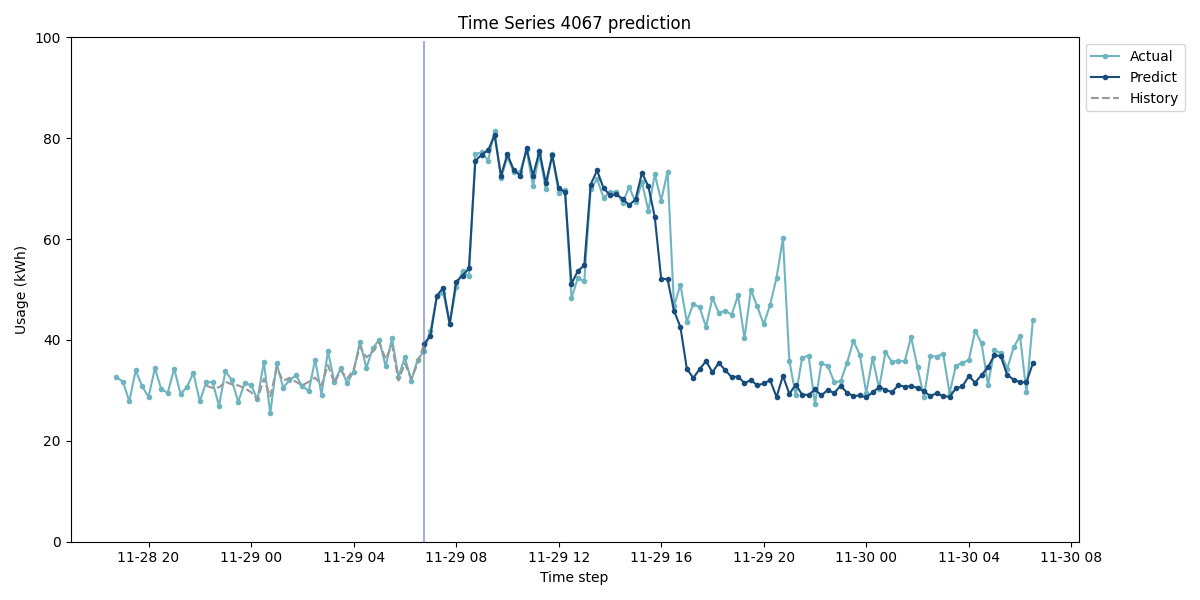 Time Series 4067 prediction
Usage (kWh)
100
80
60
40
20
0
11-28 20
11-29 00
11-29 04
11-29 08
11-29 12
11-29 16
11-29 20
11-30 00
11-30 04
11-30 08
Time step
Actual
Predict
History